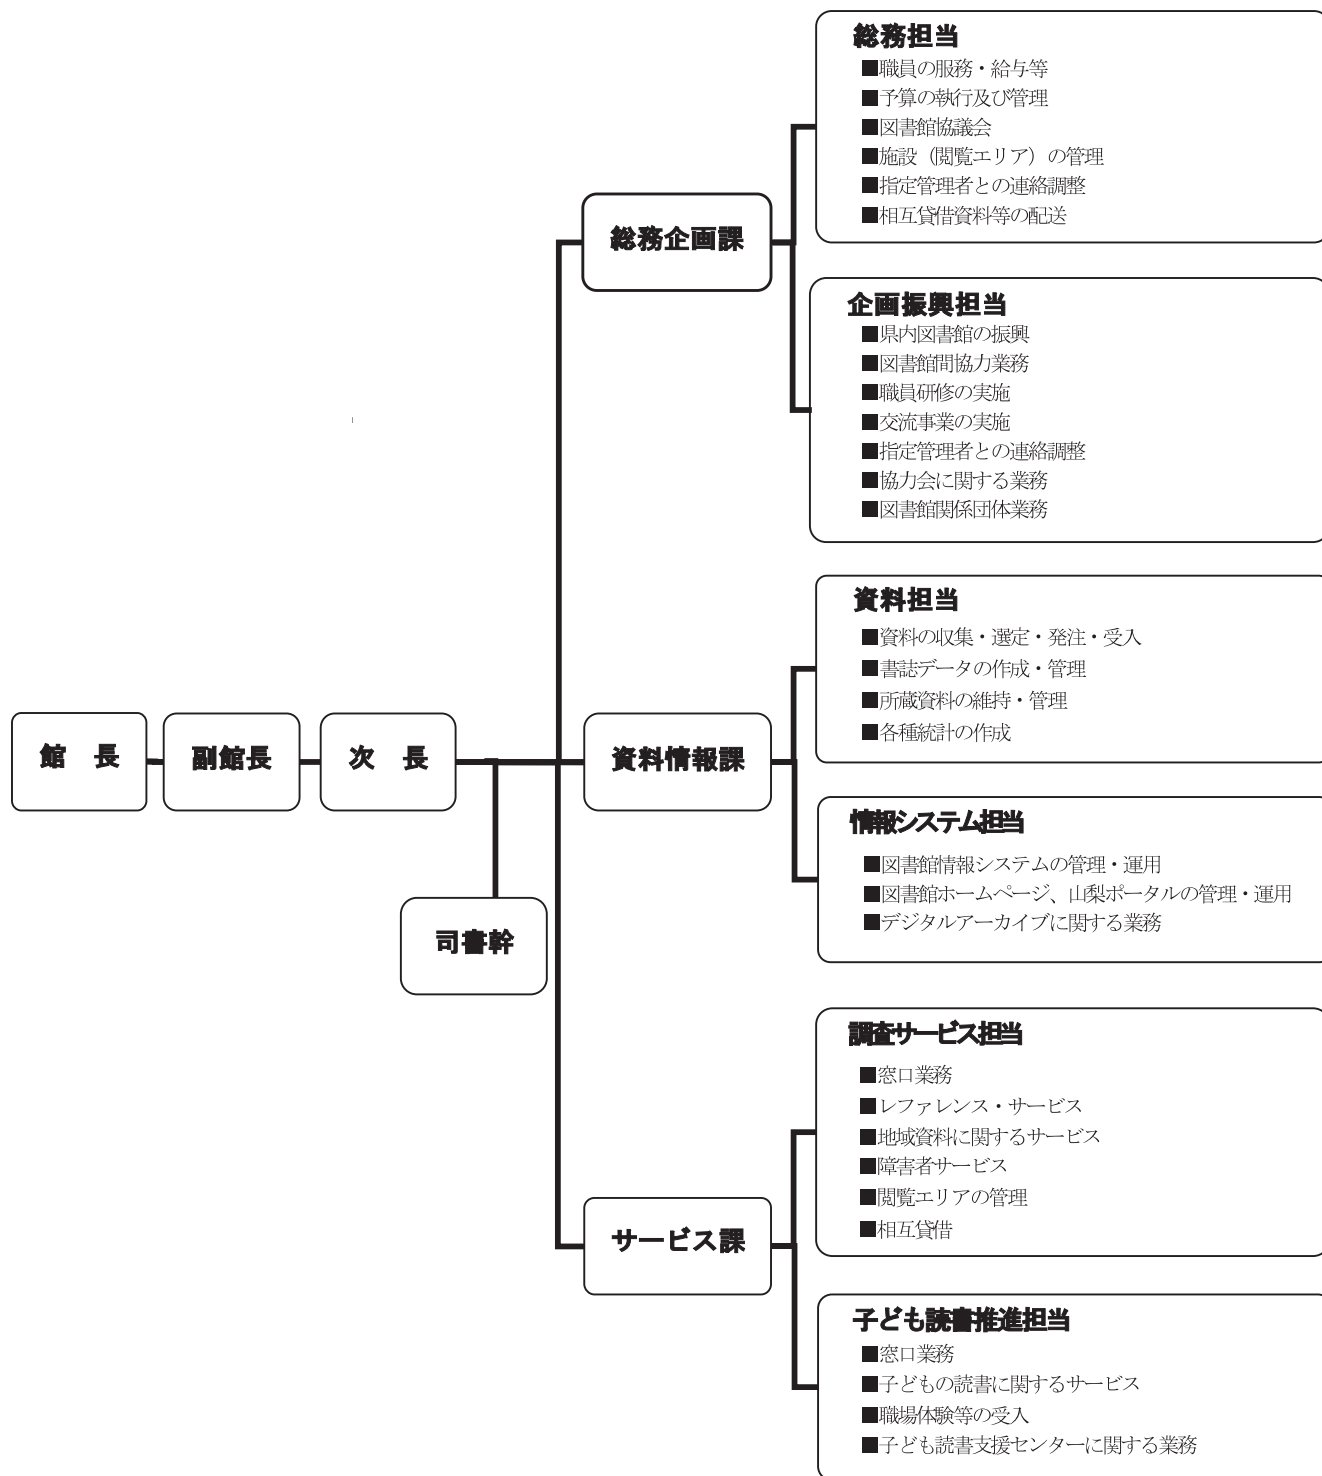 総務担当
■職員の服務・給与等
■予算の執行及び管理
■図書館協議会
■施設（閲覧エリア）の管理
■指定管理者との連絡調整
■相互貸借資料等の配送
総務企画課
企画振興担当
■県内図書館の振興
■図書館間協力業務
■職員研修の実施
■交流事業の実施
■指定管理者との連絡調整
■協力会に関する業務
■図書館関係団体業務
資料担当
■資料の収集・選定・発注・受入
■書誌データの作成・管理
■所蔵資料の維持・管理
■各種統計の作成
館　長
副館長
次　長
資料情報課
情報システム担当
■図書館情報システムの管理・運用
■図書館ホームページ、山梨ポータルの管理・運用
■デジタルアーカイブに関する業務
司書幹
調査サービス担当
■窓口業務
■レファレンス・サービス
■地域資料に関するサービス
■障害者サービス
■閲覧エリアの管理
■相互貸借
サービス課
子ども読書推進担当
■窓口業務
■子どもの読書に関するサービス
■職場体験等の受入
■子ども読書支援センターに関する業務